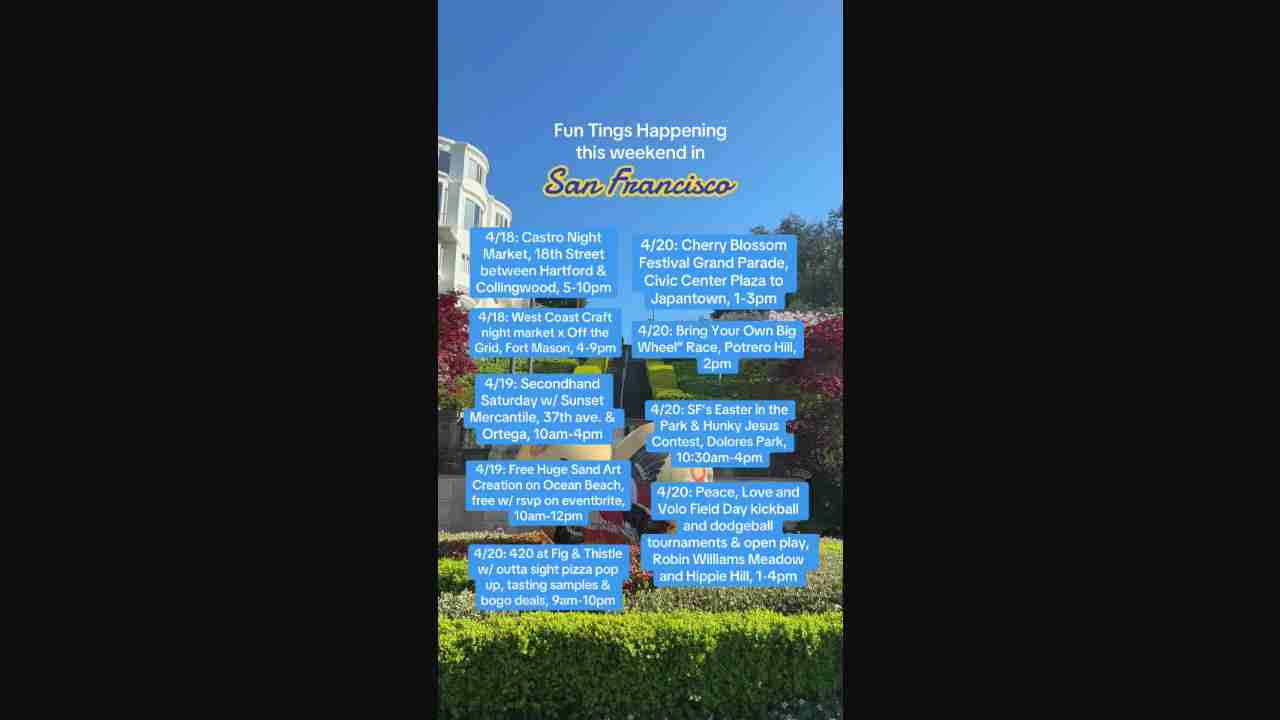 Fun Tings Happening
this weekend in
San Francisco
4/18: Castro Night
Market, 18th Street
between Hartford &
Collingwood, 5-10pm
4/18: West Coast Craft
night market x Off the
Grid, Fort Mason, 4-9pm
4/19: Secondhand
Saturday w/ Sunset
Mercantile, 37th ave. &
Ortega, 10am-4pm
4/19: Free Huge Sand Art
Creation on Ocean Beach,
free w/ rsvp on eventbrite,
10am-12pm
4/20: 420 at Fig & Thistle
w/ outta sight pizza pop
up, tasting samples &
bogo deals, 9am-10pm
4/20: Cherry Blossom
Festival Grand Parade,
Civic Center Plaza to
Japantown, 1-3pm
4/20: Bring Your Own Big
Wheel” Race, Potrero Hill,
2pm
4/20: SF’s Easter in the
Park & Hunky Jesus
Contest, Dolores Park,
10:30am-4pm
4/20: Peace, Love and
Volo Field Day kickball
and dodgeball
tournaments & open play,
Robin Williams Meadow
and Hippie Hill, 1-4pm